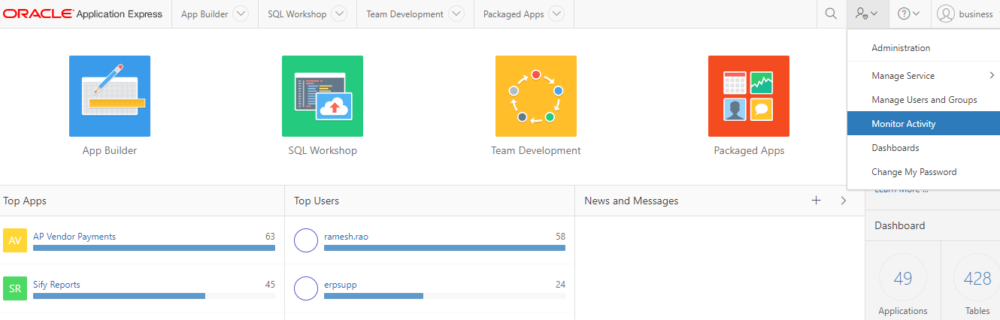 ORACLE Application Express App Builder SQL Workshop Team Development Packaged Apps business
Administration
Manage Service
Manage Users and Groups
Monitor Activity
Dashboards
Change My Password
App Builder SQL Workshop Team Development Packaged Apps
Learn More ...
Top Apps Top Users News and Messages
AV AP Vendor Payments 63
ramesh.rao 58
SR Sify Reports 45
erpsupp 24
Dashboard
49 428
Applications Tables